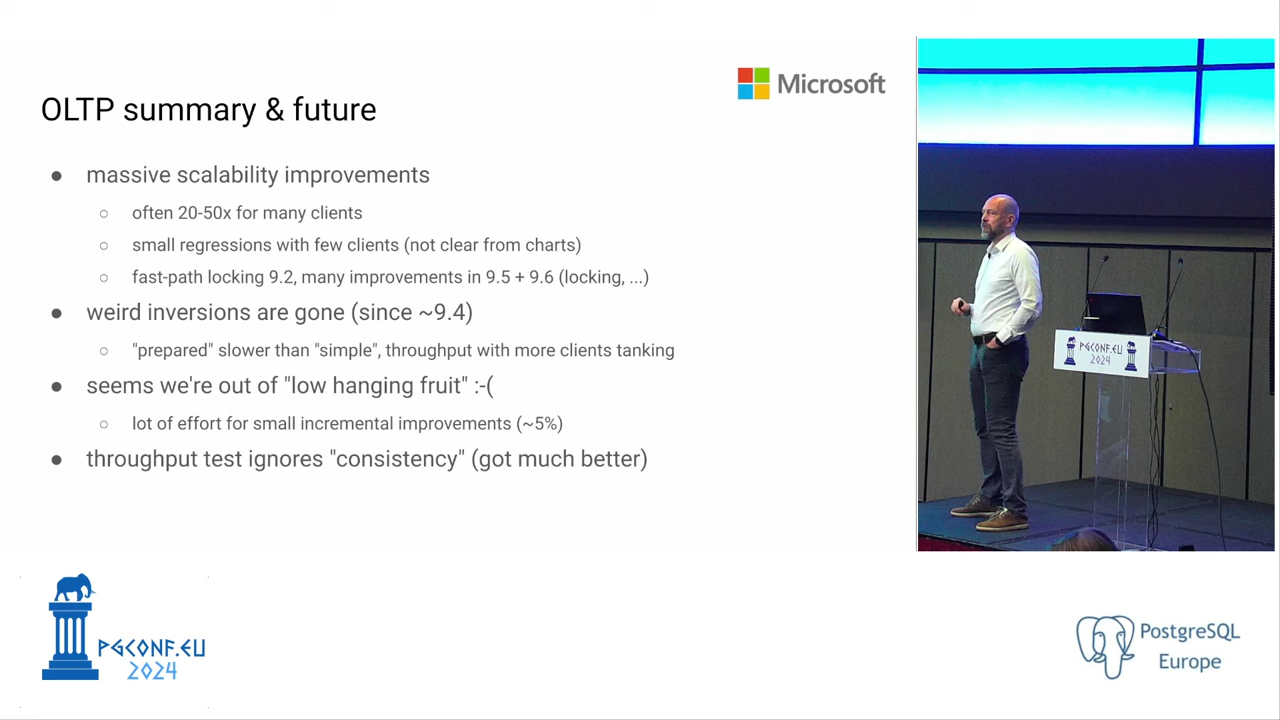 Microsoft
OLTP summary & future
● massive scalability improvements
○ often 20-50x for many clients
○ small regressions with few clients (not clear from charts)
○ fast-path locking 9.2, many improvements in 9.5 + 9.6 (locking, ...)
● weird inversions are gone (since ~9.4)
○ "prepared" slower than "simple", throughput with more clients tanking
● seems we're out of "low hanging fruit" :-(
○ lot of effort for small incremental improvements (~5%)
● throughput test ignores "consistency" (got much better)
PGCONF.EU
2024
PGCONF.EU
2024
PostgreSQL
Europe